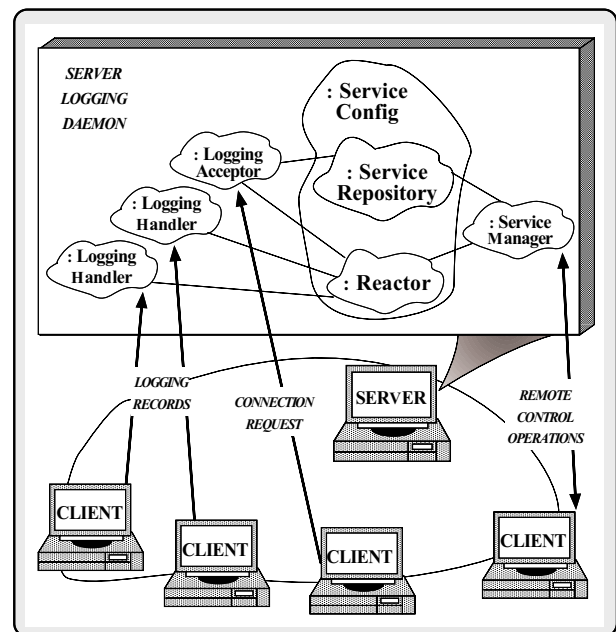 SERVER
LOGGING
DAEMON
: Service
Config
: Logging
Acceptor
: Service
Repository
: Logging
Handler
: Service
Manager
: Logging
Handler
: Reactor
LOGGING
RECORDS
CONNECTION
REQUEST
SERVER
REMOTE
CONTROL
OPERATIONS
CLIENT
CLIENT
CLIENT
CLIENT